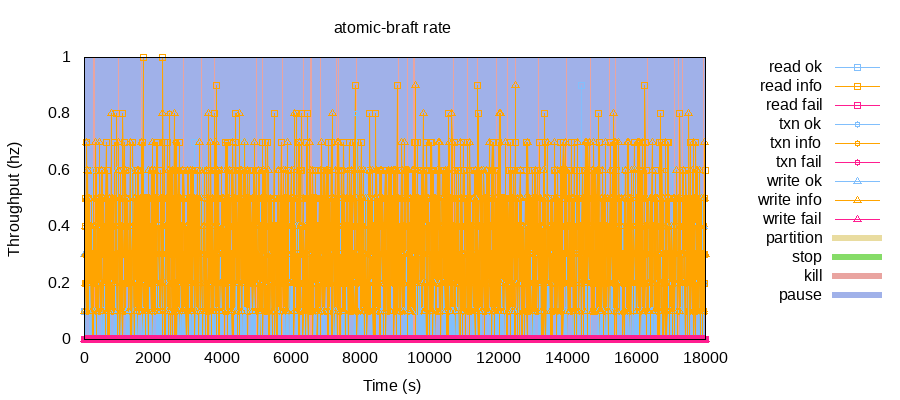 atomic-braft rate
Throughput (hz)
1
0.8
0.6
0.4
0.2
0
0 2000 4000 6000 8000 10000 12000 14000 16000 18000
Time (s)
read ok
read info
read fail
txn ok
txn info
txn fail
write ok
write info
write fail
partition
stop
kill
pause